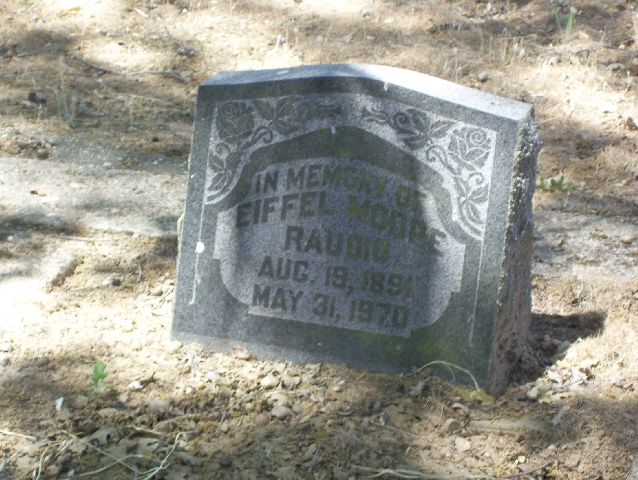 IN MEMORY OF
EIFFEL MOORE
RAUDIO
AUG. 19, 1891
MAY 31, 1970